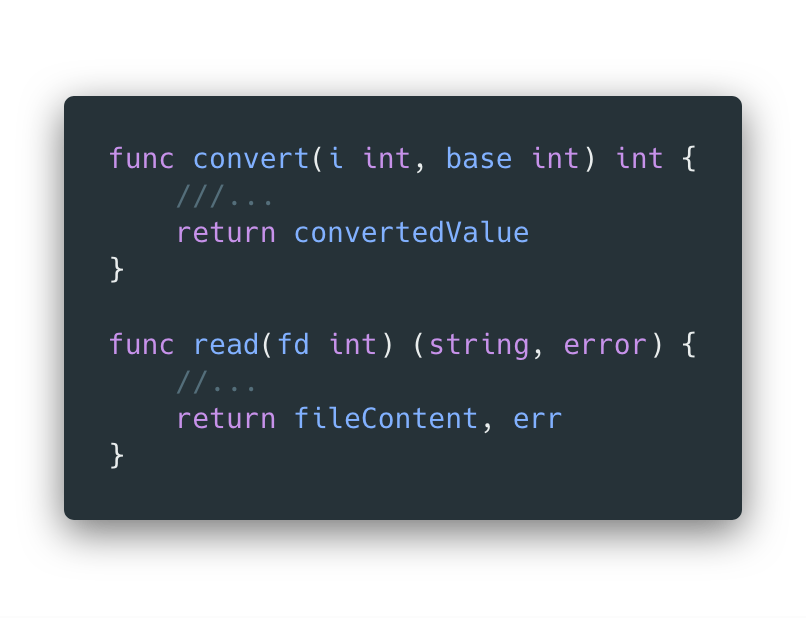 func convert(i int, base int) int {
    ///...
    return convertedValue
}

func read(fd int) (string, error) {
    //...
    return fileContent, err
}